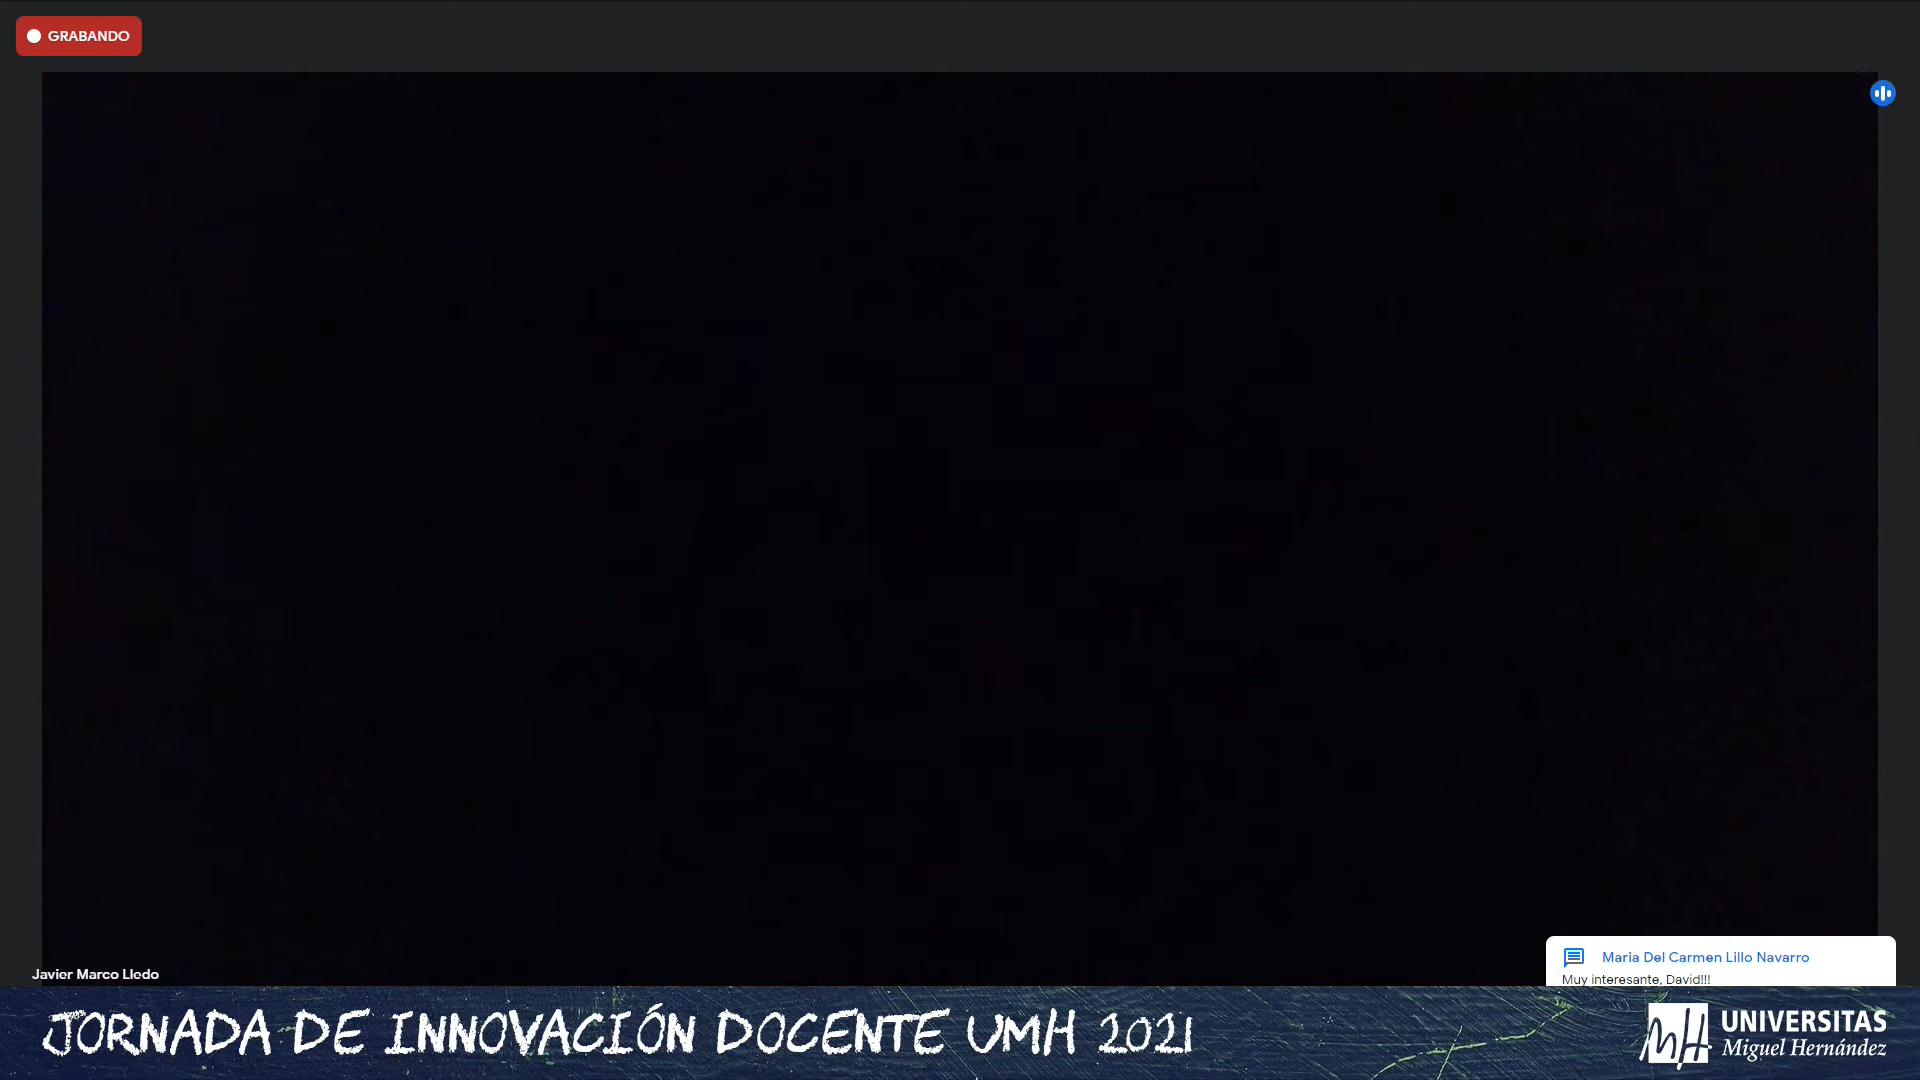 GRABANDO
Javier Marco Lledo
Maria Del Carmen Lillo Navarro
Muy interesante, David!!!
JORNADA DE INNOVACIÓN DOCENTE UMH 2021
UNIVERSITAS
Miguel Hernández